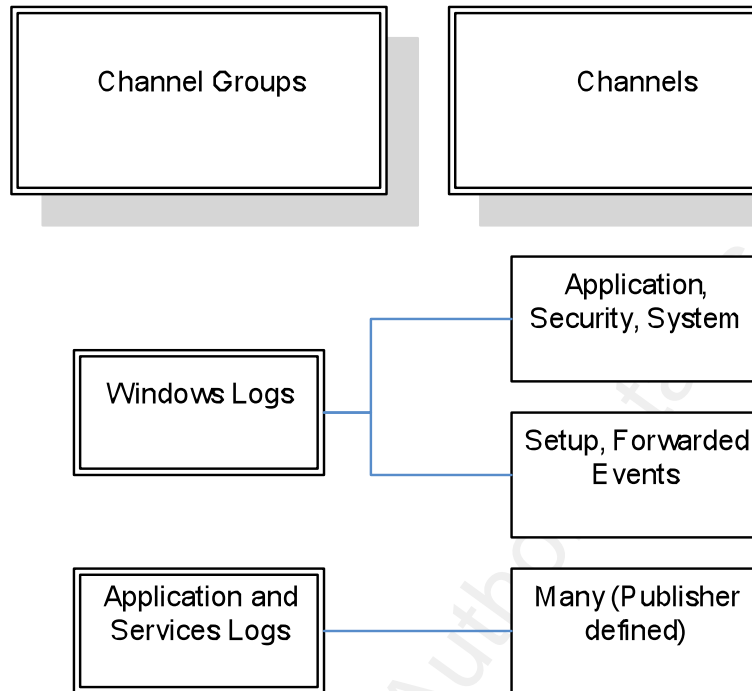 Channel Groups
Channels
Application,
Security, System
Windows Logs
Setup, Forwarded
Events
Application and
Services Logs
Many (Publisher
defined)